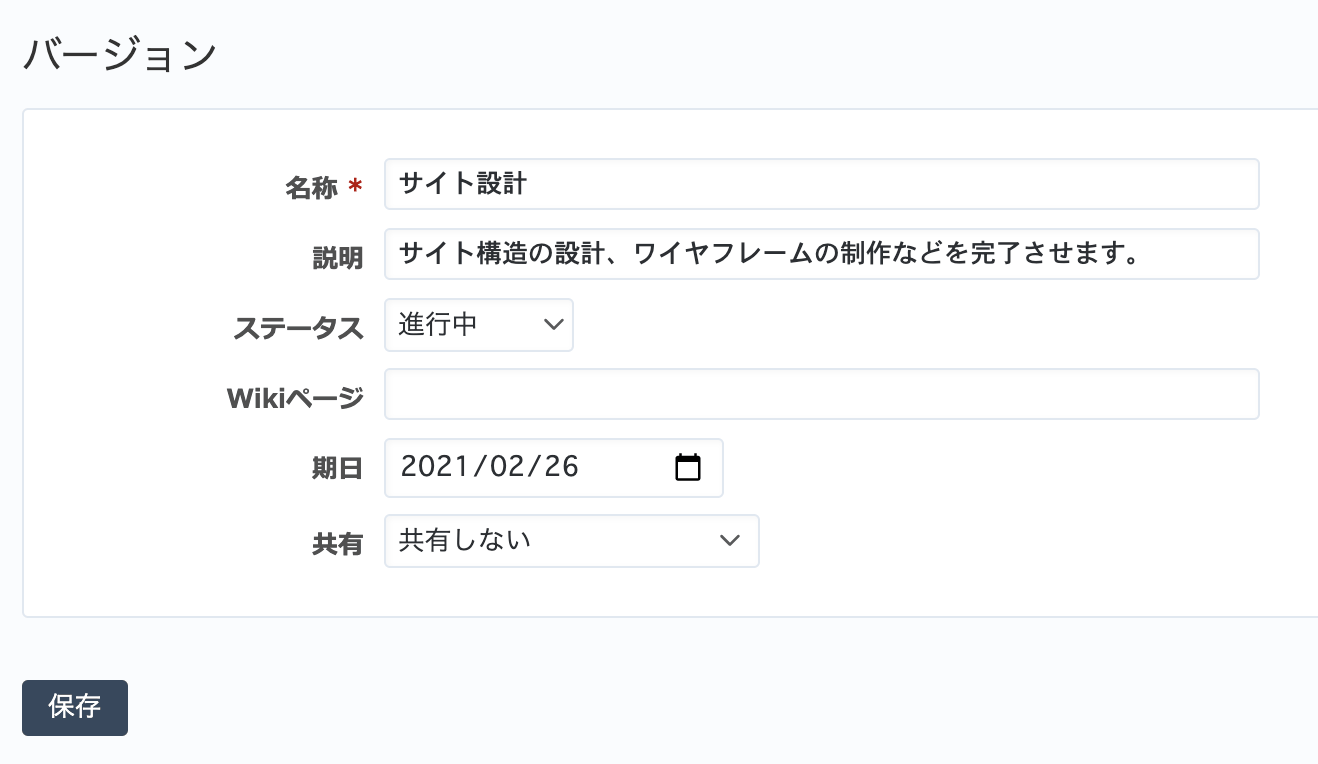 バージョン
名称 * サイト設計
説明 サイト構造の設計、ワイヤフレームの制作などを完了させます。
ステータス 進行中
Wikiページ
期日 2021/02/26
共有 共有しない
保存